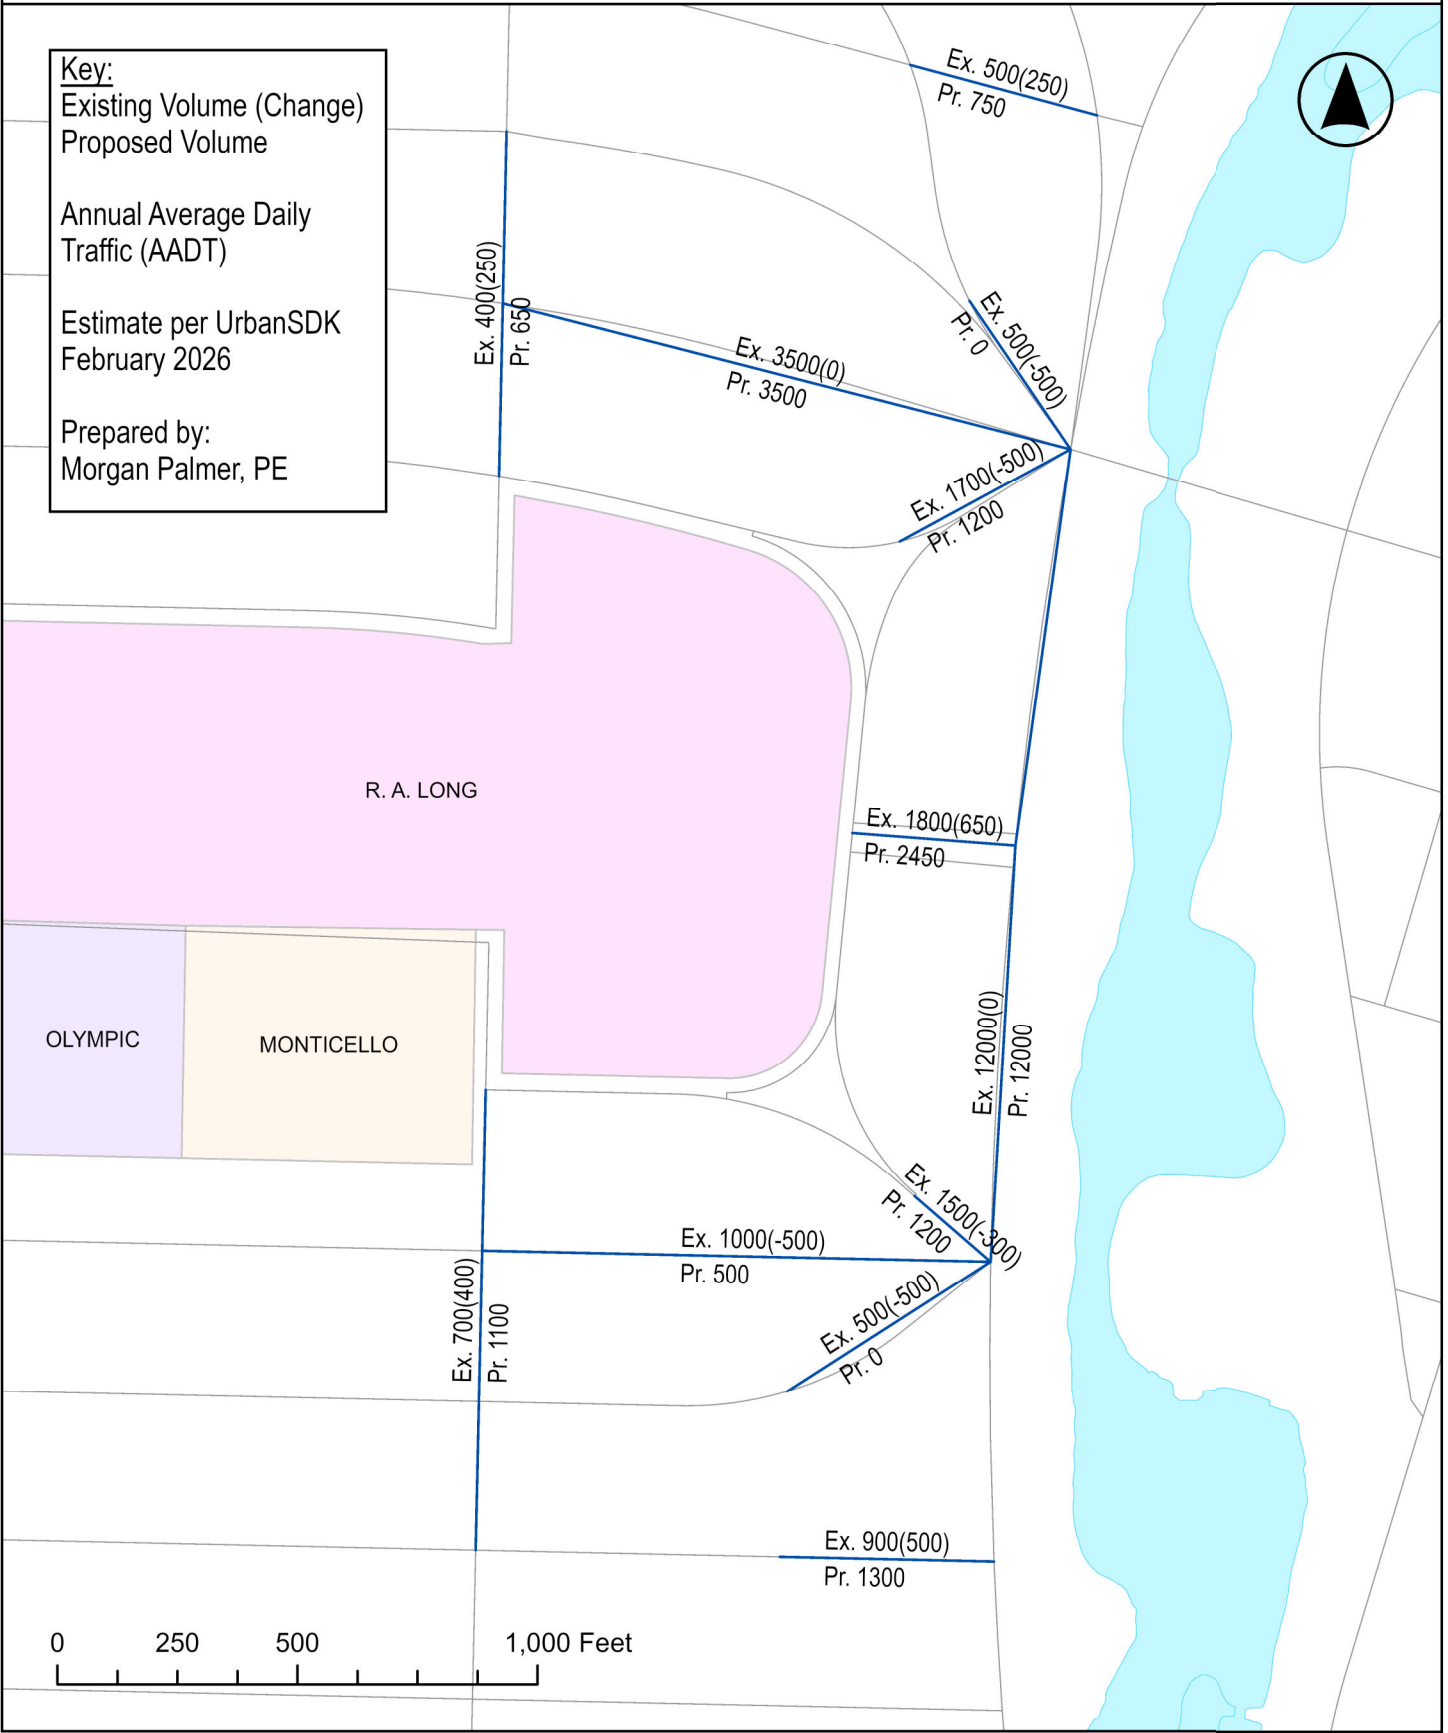 Key:
Existing Volume (Change)
Proposed Volume
Annual Average Daily
Traffic (AADT)
Estimate per UrbanSDK
February 2026
Prepared by:
Morgan Palmer, PE
Ex. 500(250)
Pr. 750
Ex. 400(250)
Pr. 650
Ex. 500(-500)
Pr. 0
Ex. 3500(0)
Pr. 3500
Ex. 1700(-500)
Pr. 1200
R. A. LONG
Ex. 1800(650)
Pr. 2450
OLYMPIC
MONTICELLO
Ex. 12000(0)
Pr. 12000
Ex. 1500(-300)
Pr. 1200
Ex. 1000(-500)
Pr. 500
Ex. 700(400)
Pr. 1100
Ex. 500(-500)
Pr. 0
Ex. 900(500)
Pr. 1300
0 250 500 1,000 Feet